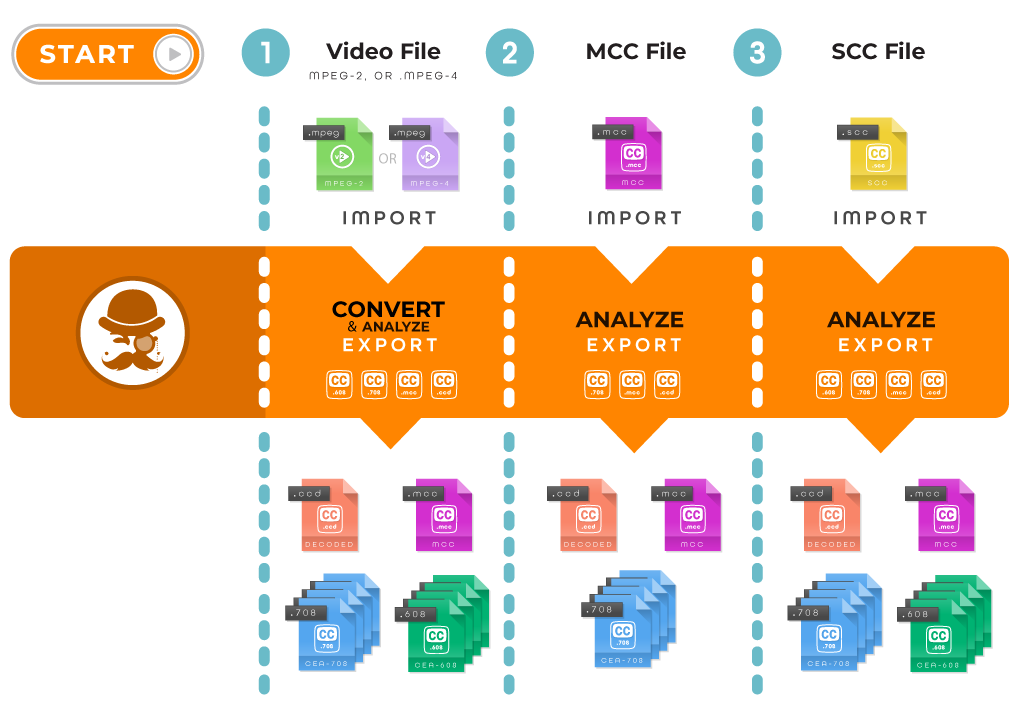 START
1
Video File
MPEG-2, OR .MPEG-4
2
MCC File
3
SCC File
.mpeg
MPEG-2
OR
.mpeg
MPEG-4
.mcc
CC
.mcc
MCC
.scc
CC
.scc
SCC
IMPORT
IMPORT
IMPORT
CONVERT
& ANALYZE
EXPORT
CC
.608
CC
.708
CC
.mcc
CC
.ccd
ANALYZE
EXPORT
CC
.708
CC
.mcc
CC
.ccd
ANALYZE
EXPORT
CC
.608
CC
.708
CC
.mcc
CC
.ccd
.ccd
CC
.ccd
DECODED
.mcc
CC
.mcc
MCC
.708
CC
.708
CEA-708
.608
CC
.608
CEA-608
.ccd
CC
.ccd
DECODED
.mcc
CC
.mcc
MCC
.708
CC
.708
CEA-708
.ccd
CC
.ccd
DECODED
.mcc
CC
.mcc
MCC
.708
CC
.708
CEA-708
.608
CC
.608
CEA-608